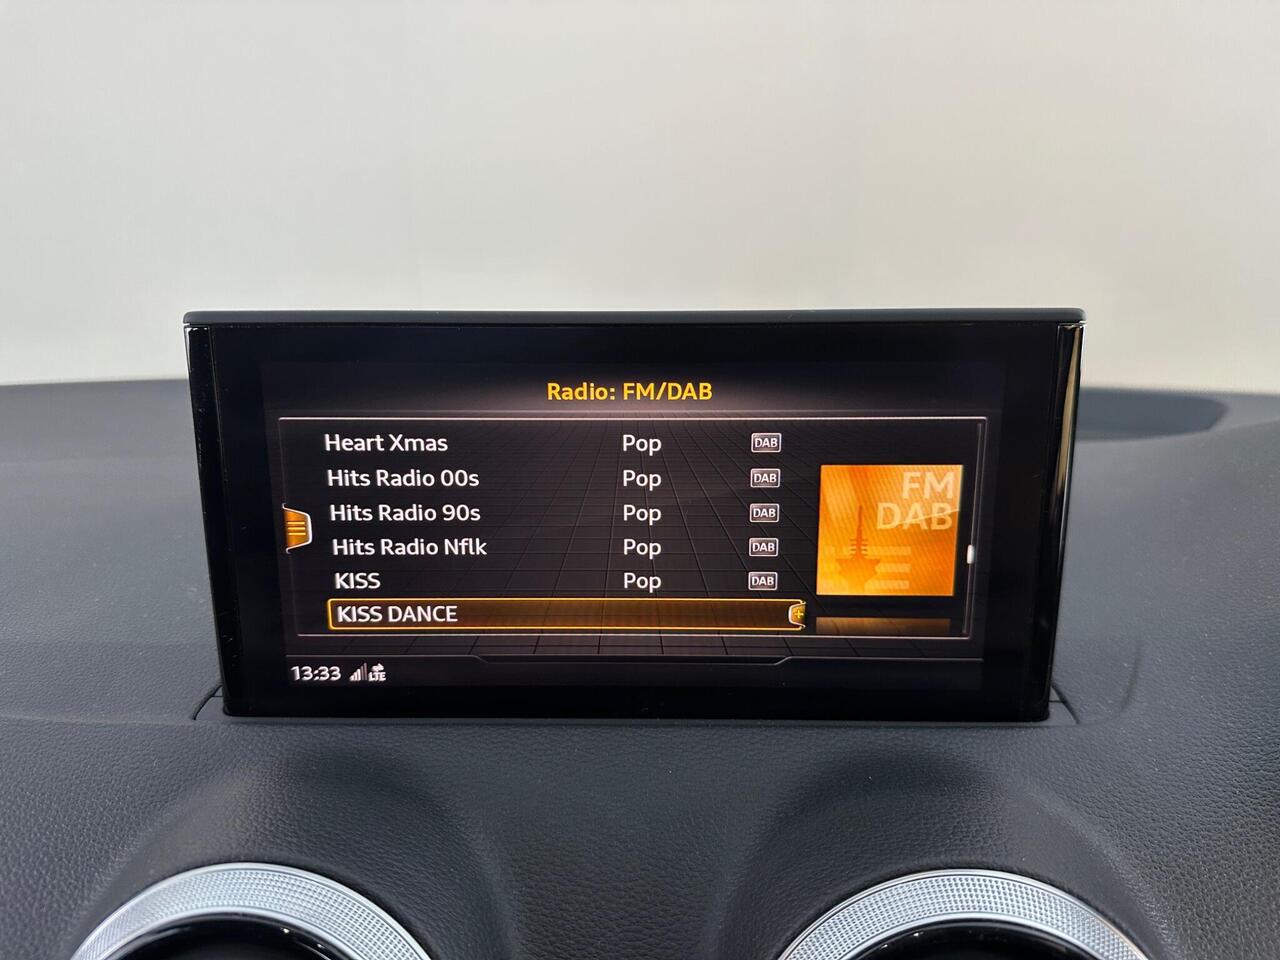 Radio: FM/DAB
Heart Xmas Pop DAB
Hits Radio 00s Pop DAB
Hits Radio 90s Pop DAB
Hits Radio Nflk Pop DAB
KISS Pop DAB
KISS DANCE
FM
DAB
13:33 LTE